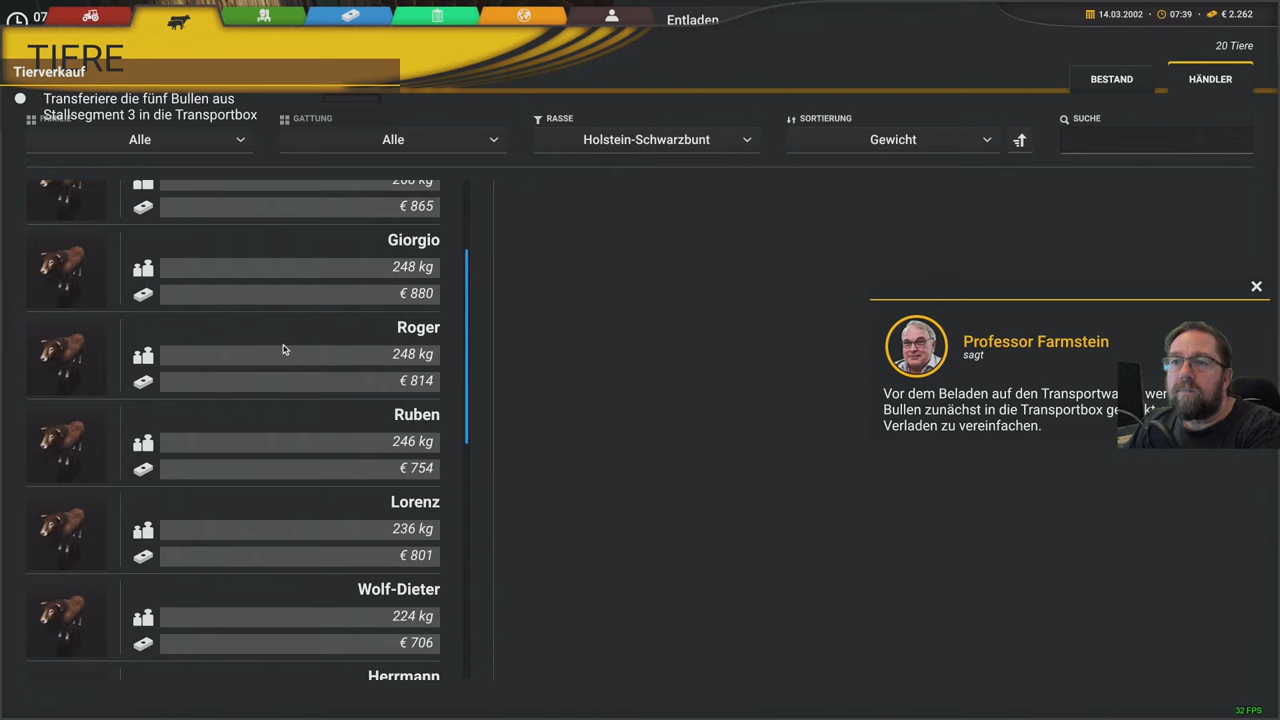 07
Entladen
14.03.2002
07:39
€ 2.262
TIERE
20 Tiere
Tierverkauf
BESTAND
HÄNDLER
Transferiere die fünf Bullen aus
Stallsegment 3 in die Transportbox
GATTUNG
RASSE
SORTIERUNG
SUCHE
Alle
Alle
Holstein-Schwarzbunt
Gewicht
€ 865
Giorgio
248 kg
€ 880
Roger
248 kg
€ 814
Ruben
246 kg
€ 754
Lorenz
236 kg
€ 801
Wolf-Dieter
224 kg
€ 706
Herrmann
Professor Farmstein
sagt
Vor dem Beladen auf den
Bullen zunächst in die Transportbox
Verladen zu vereinfachen.
32 FPS